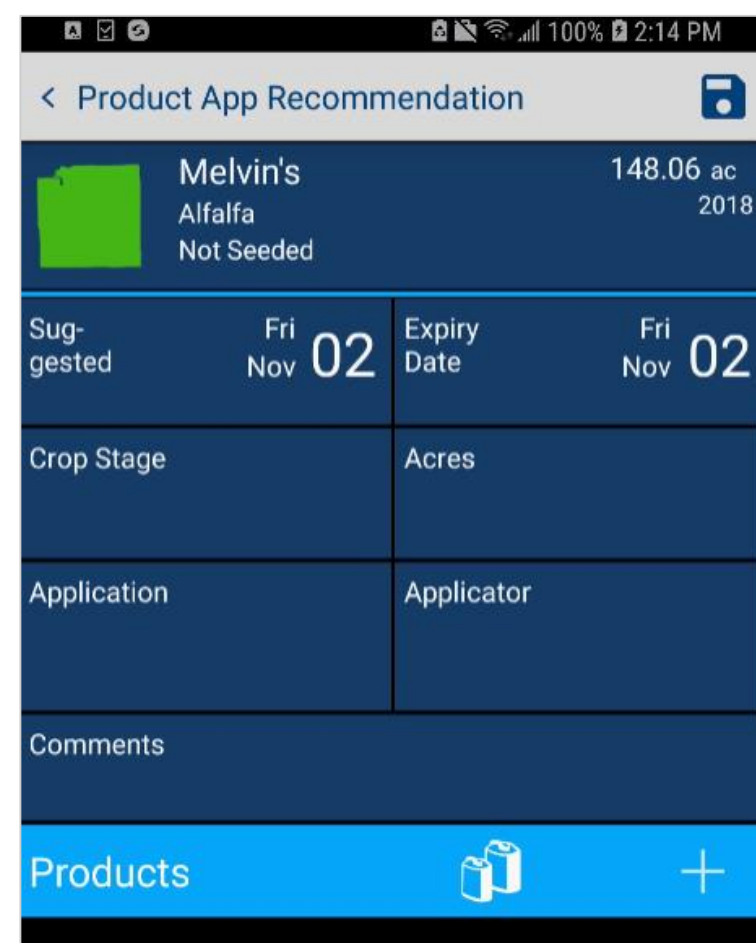 100% 2:14 PM
< Product App Recommendation
Melvin's
148.06 ac
Alfalfa
2018
Not Seeded
Sug-
gested
Fri
Nov
02
Expiry
Date
Fri
Nov
02
Crop Stage
Acres
Application
Applicator
Comments
Products